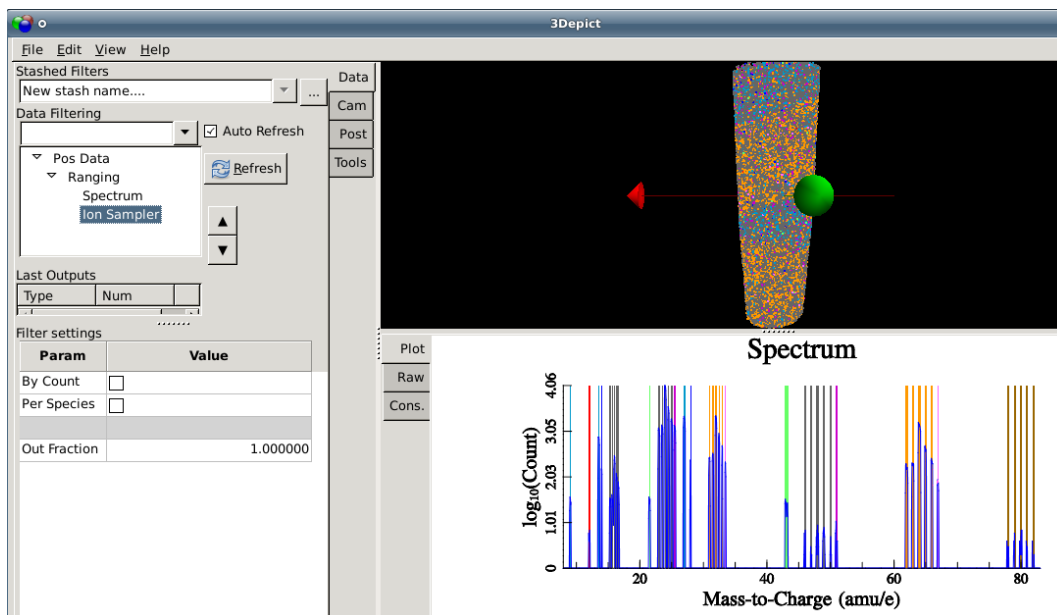 3Depict
File Edit View Help
Stashed Filters
New stash name....
...
Data Filtering
Auto Refresh
Pos Data
Ranging
Spectrum
Ion Sampler
Refresh
Last Outputs
Type Num
Filter settings
Param Value
By Count
Per Species
Out Fraction 1.000000
Data
Cam
Post
Tools
Plot
Raw
Cons.
Spectrum
log₁₀(Count)
4.06
3.05
2.03
1.01
20 40 60 80
Mass-to-Charge (amu/e)